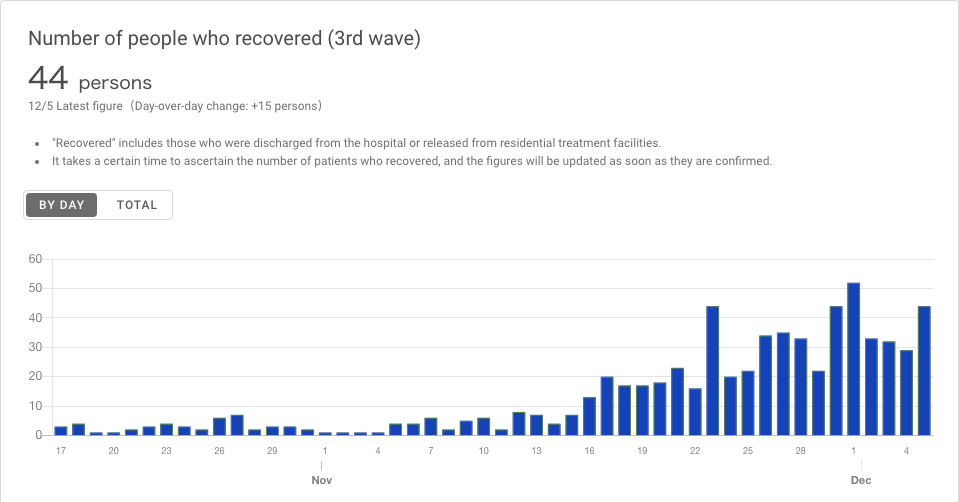 Number of people who recovered (3rd wave)
44 persons
12/5 Latest figure（Day-over-day change: +15 persons）
• "Recovered" includes those who were discharged from the hospital or released from residential treatment facilities.
• It takes a certain time to ascertain the number of patients who recovered, and the figures will be updated as soon as they are confirmed.
BY DAY TOTAL
60
50
40
30
20
10
0
17 20 23 26 29 1 4 7 10 13 16 19 22 25 28 1 4
Nov Dec